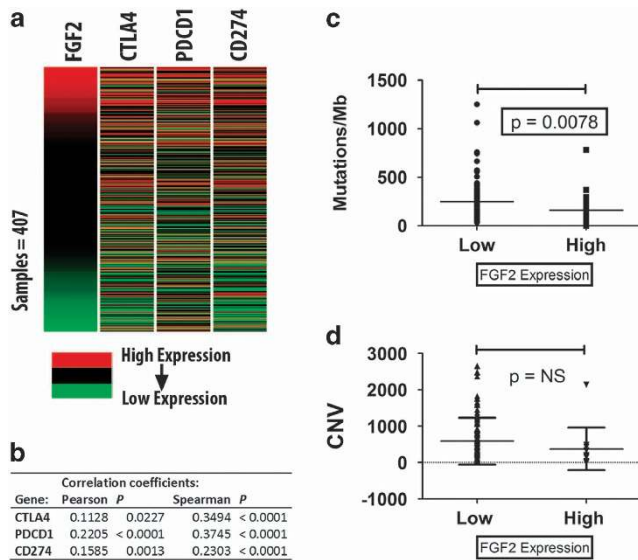 a
FGF2 CTLA4 PDCD1 CD274
Samples = 407
High Expression
Low Expression
b
Correlation coefficients:
Gene: Pearson P Spearman P
CTLA4 0.1128 0.0227 0.3494 < 0.0001
PDCD1 0.2205 < 0.0001 0.3745 < 0.0001
CD274 0.1585 0.0013 0.2303 < 0.0001
c
Mutations/Mb
1500
1000
500
0
p = 0.0078
Low High
FGF2 Expression
d
CNV
3000
2000
1000
0
-1000
p = NS
Low High
FGF2 Expression